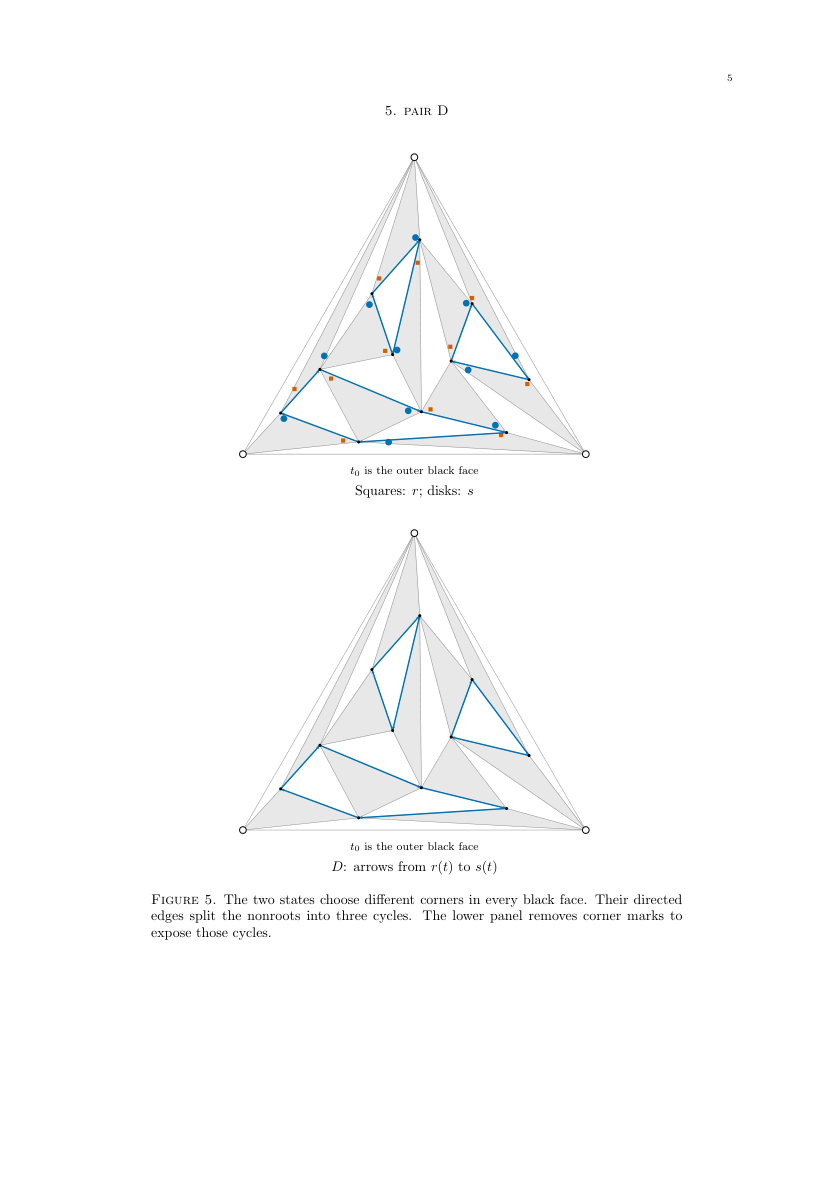 5
5. PAIR D
t₀ is the outer black face
Squares: r; disks: s
t₀ is the outer black face
D: arrows from r(t) to s(t)
FIGURE 5. The two states choose different corners in every black face. Their directed
edges split the nonroots into three cycles. The lower panel removes corner marks to
expose those cycles.